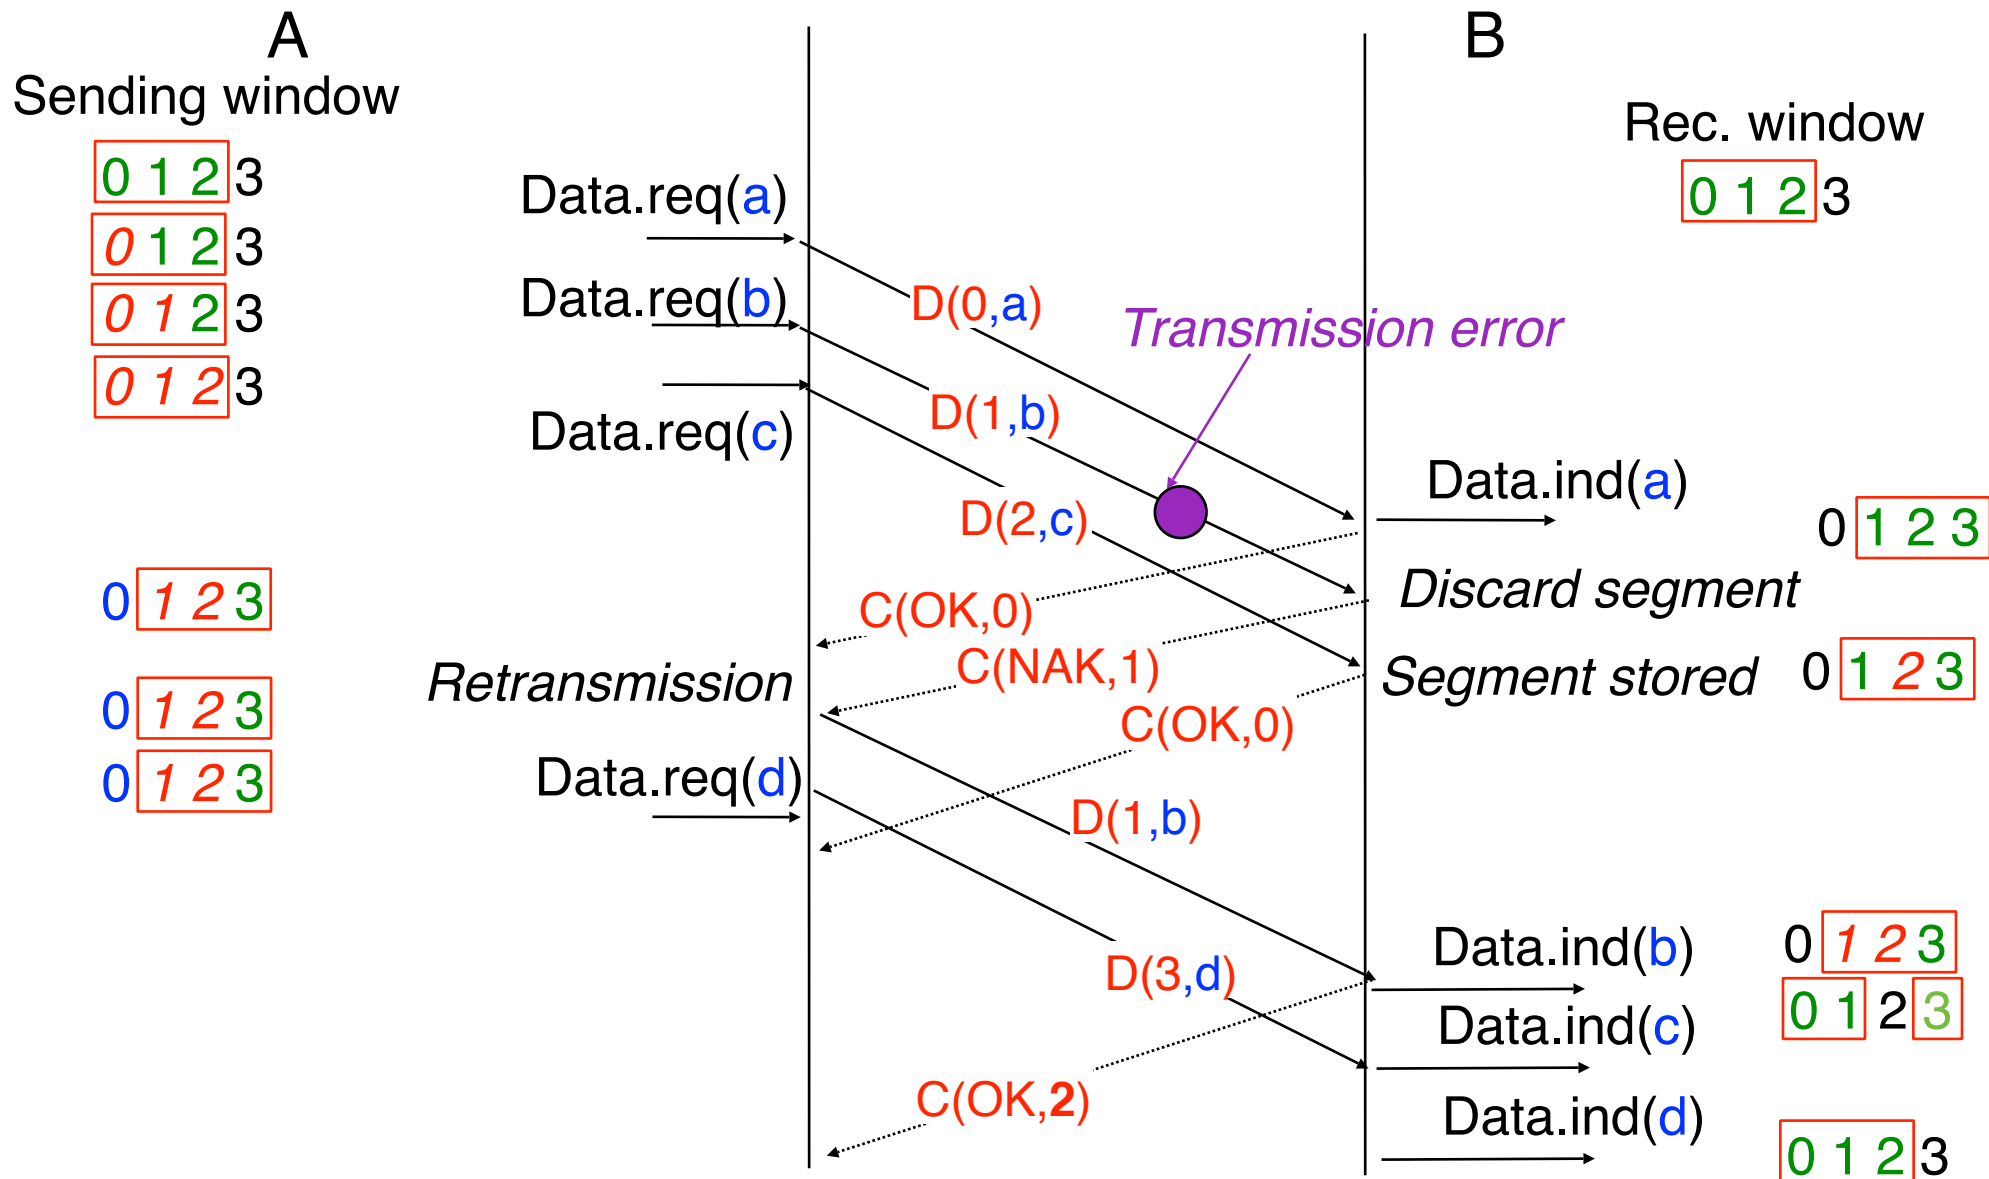 A
B
Sending window
Rec. window
0 1 2 3
0 1 2 3
Data.req(a)
0 1 2 3
Data.req(b)
D(0,a)
0 1 2 3
Transmission error
0 1 2 3
D(1,b)
Data.req(c)
Data.ind(a)
D(2,c)
0 1 2 3
Discard segment
0 1 2 3
C(OK,0)
C(NAK,1)
Retransmission
Segment stored
0 1 2 3
0 1 2 3
C(OK,0)
Data.req(d)
0 1 2 3
D(1,b)
Data.ind(b)
0 1 2 3
D(3,d)
0 1 2 3
Data.ind(c)
C(OK,2)
Data.ind(d)
0 1 2 3